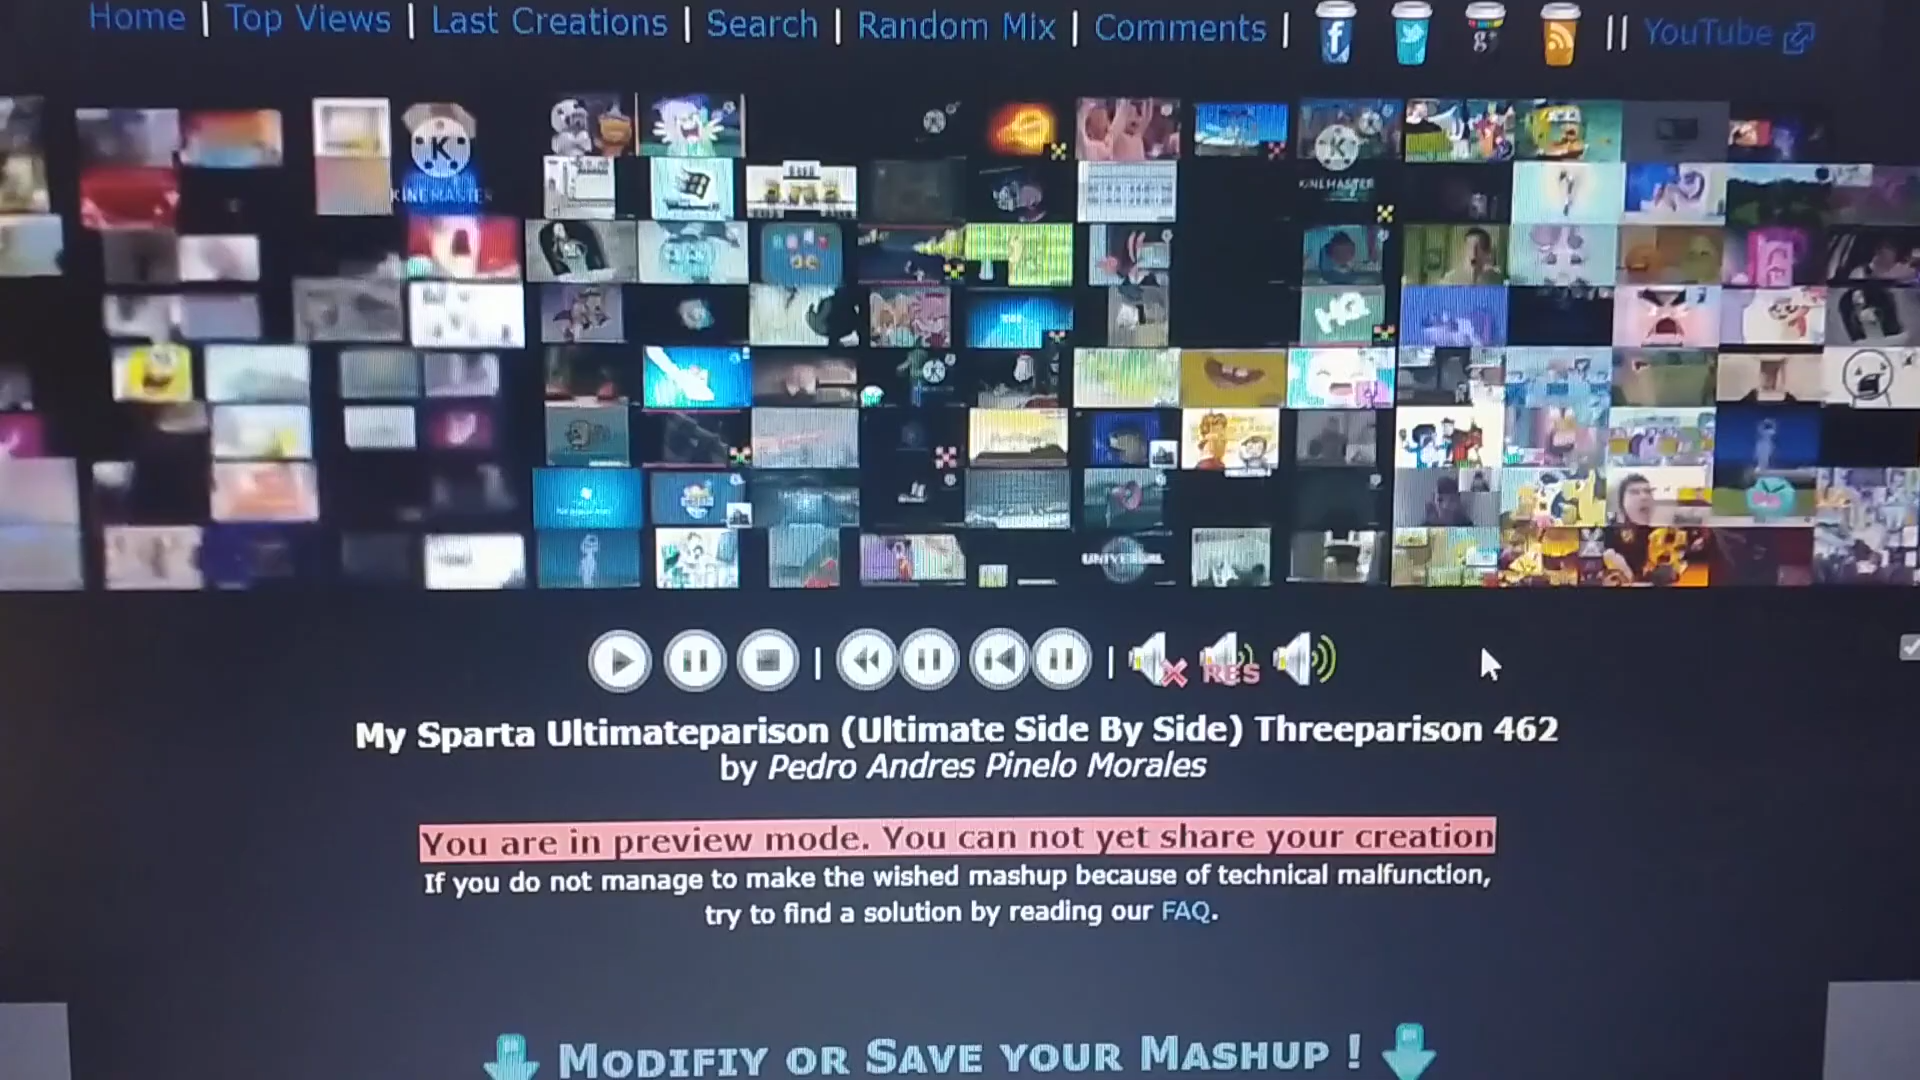 Home | Top Views | Last Creations | Search | Random Mix | Comments | f g+ || YouTube
K
KINEMASTER
KINEMASTER
UNIVERSAL
RES
My Sparta Ultimateparison (Ultimate Side By Side) Threeparison 462
by Pedro Andres Pinelo Morales
You are in preview mode. You can not yet share your creation
If you do not manage to make the wished mashup because of technical malfunction,
try to find a solution by reading our FAQ.
MODIFIY OR SAVE YOUR MASHUP !